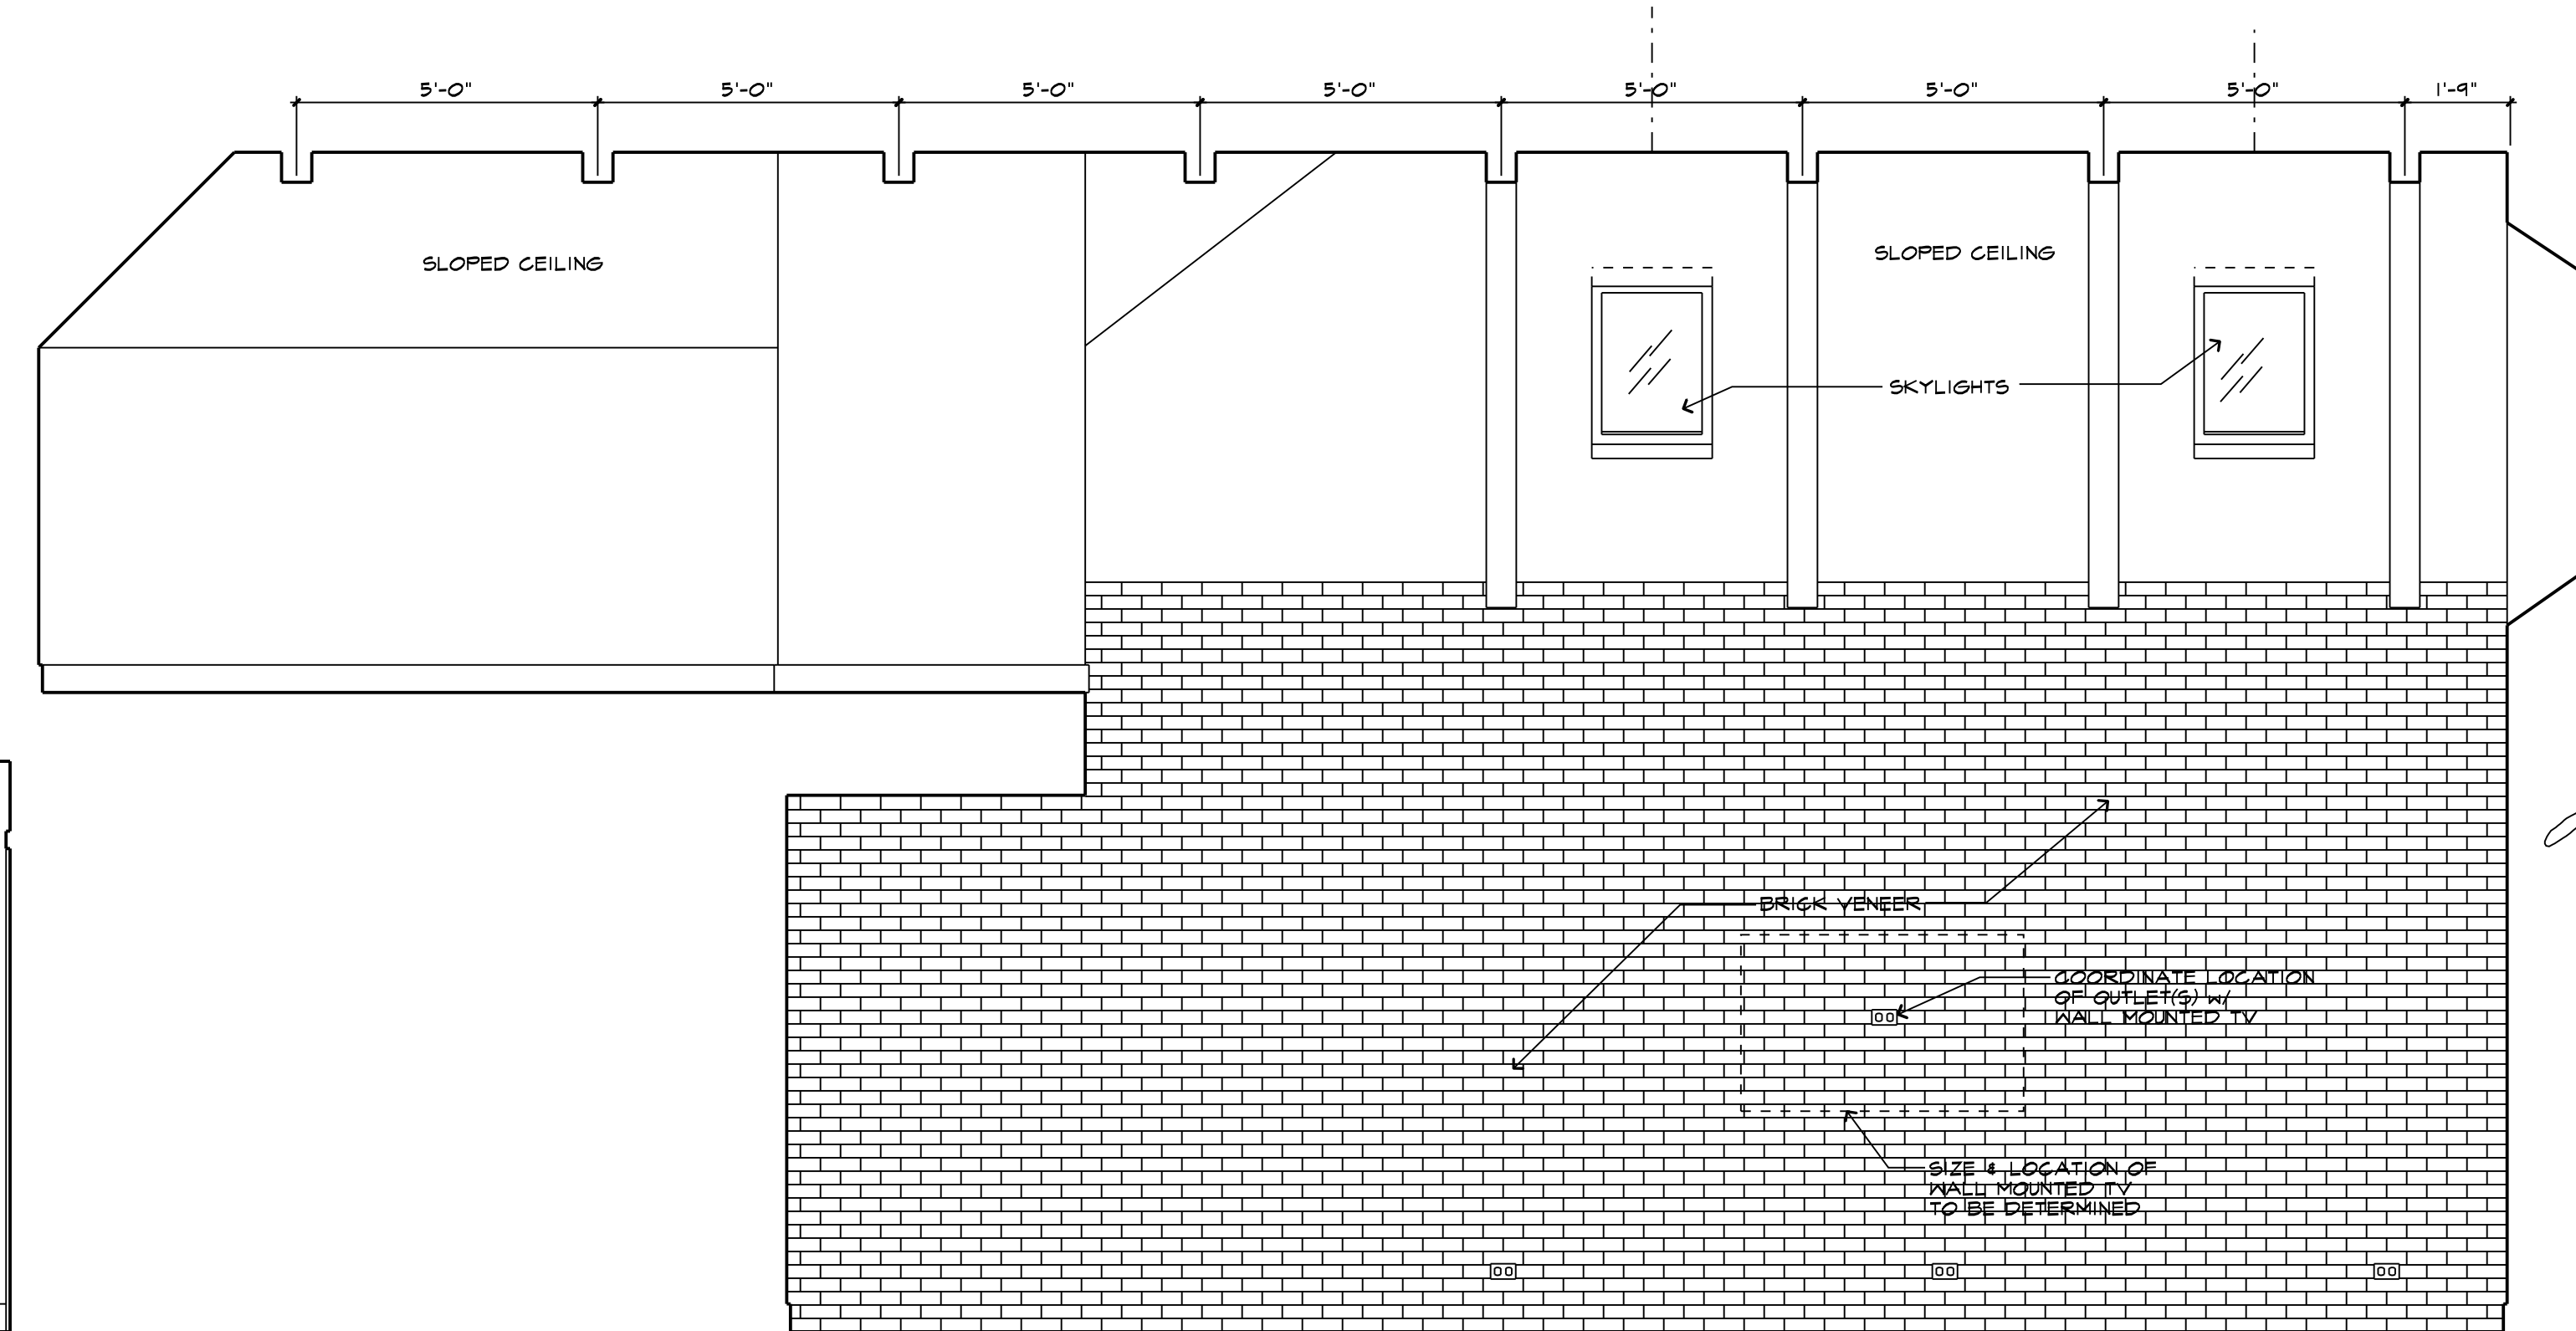 5'-0" 5'-0" 5'-0" 5'-0" 5'-0" 5'-0" 5'-0" 1'-9"
SLOPED CEILING
SLOPED CEILING
SKYLIGHTS
BRICK VENEER
COORDINATE LOCATION
OF OUTLET(S) W/
WALL MOUNTED TV
SIZE & LOCATION OF
WALL MOUNTED TV
TO BE DETERMINED